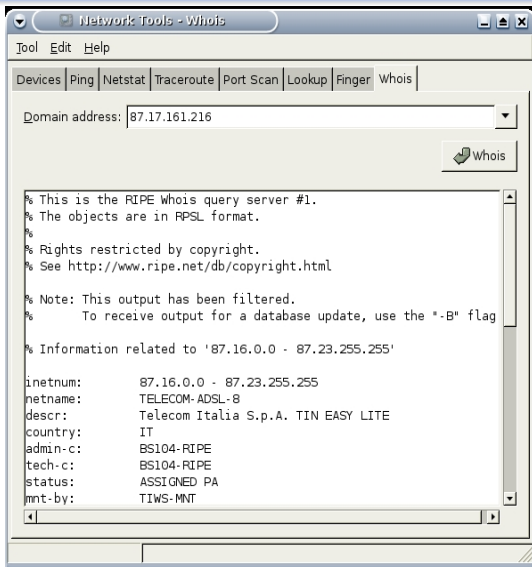 Network Tools - Whois
Tool Edit Help
Devices Ping Netstat Traceroute Port Scan Lookup Finger Whois
Domain address: 87.17.161.216
Whois
% This is the RIPE Whois query server #1.
% The objects are in RPSL format.
%
% Rights restricted by copyright.
% See http://www.ripe.net/db/copyright.html
% Note: This output has been filtered.
% To receive output for a database update, use the "-B" flag
% Information related to '87.16.0.0 - 87.23.255.255'
inetnum: 87.16.0.0 - 87.23.255.255
netname: TELECOM-ADSL-8
descr: Telecom Italia S.p.A. TIN EASY LITE
country: IT
admin-c: BS104-RIPE
tech-c: BS104-RIPE
status: ASSIGNED PA
mnt-by: TIWS-MNT